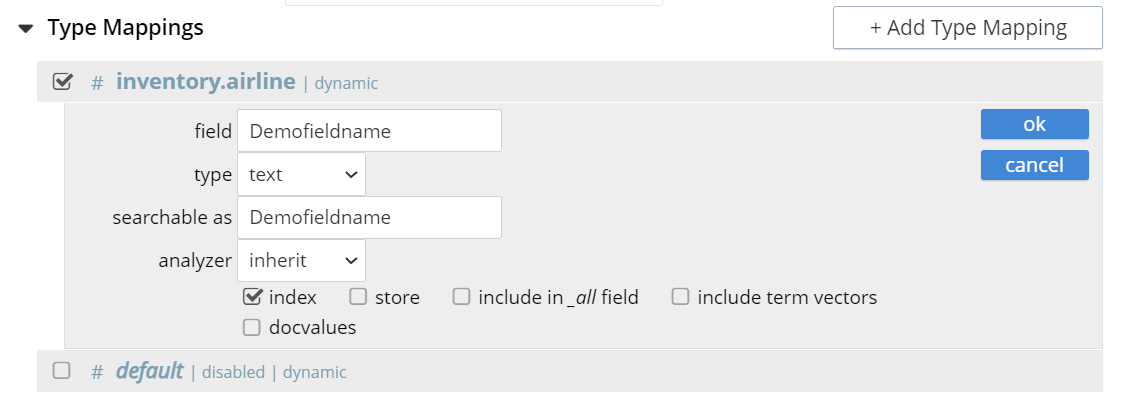 Type Mappings
+ Add Type Mapping
# inventory.airline | dynamic
field Demofieldname
ok
type text
cancel
searchable as Demofieldname
analyzer inherit
index store include in _all field include term vectors
docvalues
# default | disabled | dynamic